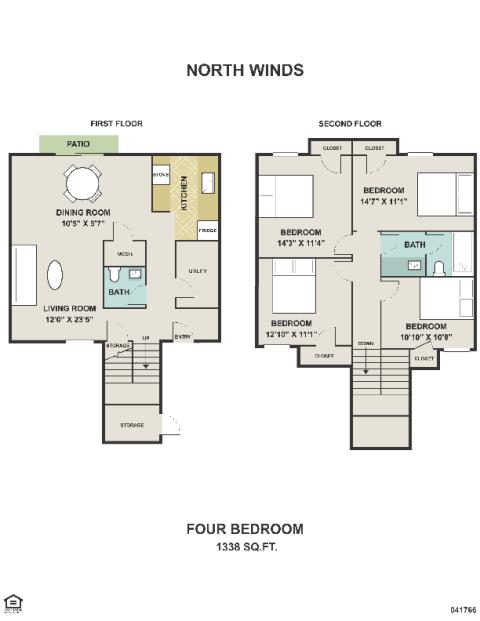 NORTH WINDS
FIRST FLOOR
PATIO
STOVE
KITCHEN
FRIDGE
DINING ROOM
10'5" X 5'7"
MECH.
UTILITY
BATH
LIVING ROOM
12'0" X 23'5"
STORAGE
UP
ENTRY
STORAGE
SECOND FLOOR
CLOSET
CLOSET
BEDROOM
14'7" X 11'1"
BEDROOM
14'3" X 11'4"
BATH
BEDROOM
12'10" X 11'1"
BEDROOM
10'10" X 10'8"
DOWN
CLOSET
CLOSET
FOUR BEDROOM
1338 SQ.FT.
041766